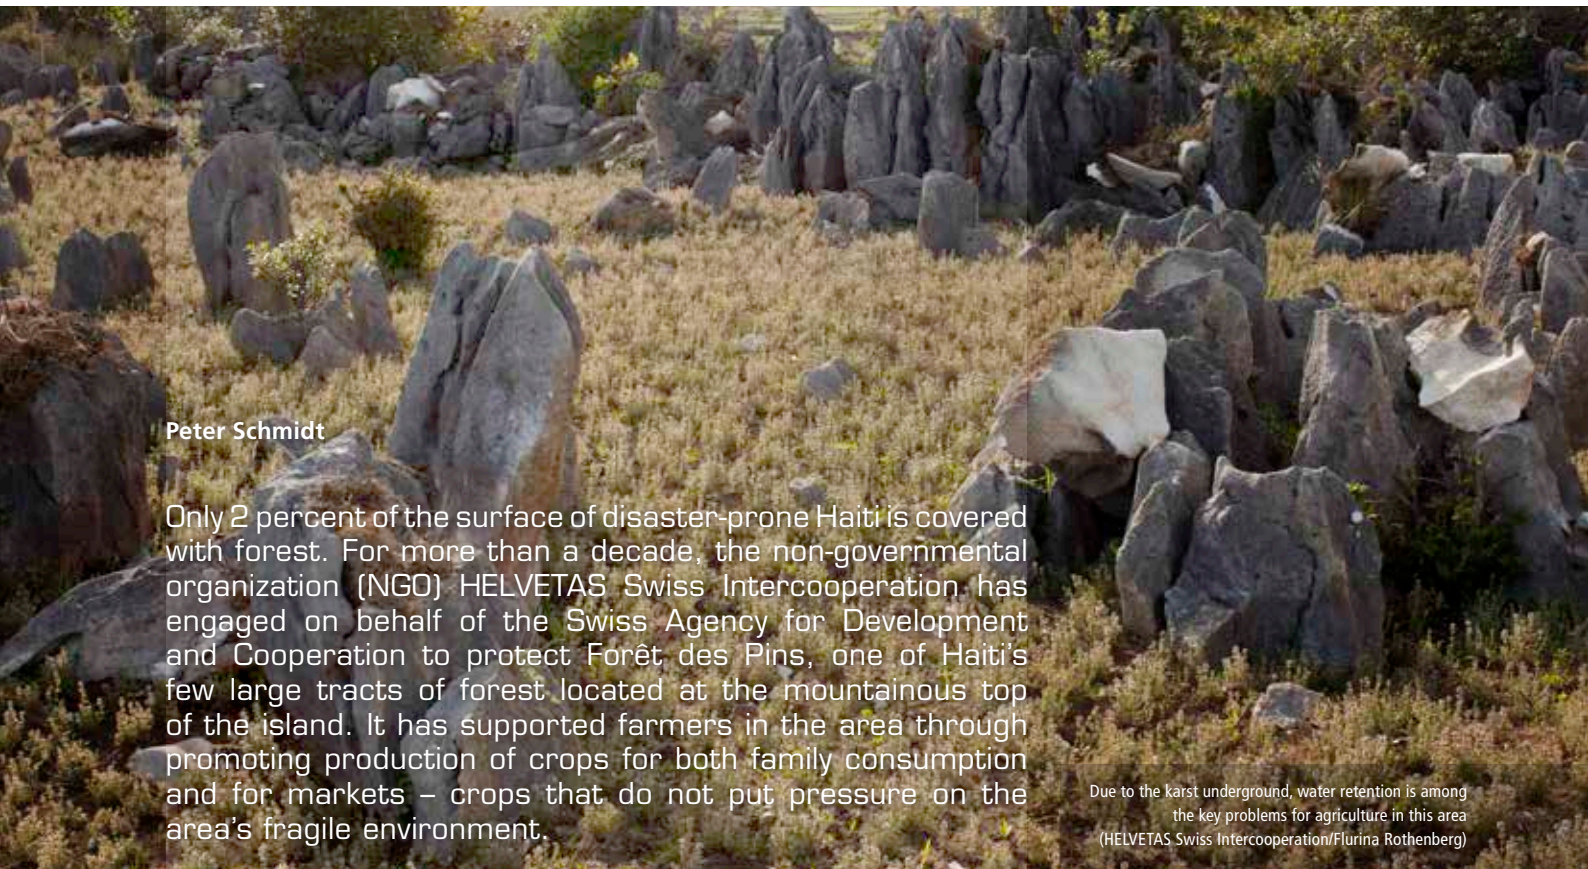 Peter Schmidt
Only 2 percent of the surface of disaster-prone Haiti is covered
with forest. For more than a decade, the non-governmental
organization (NGO) HELVETAS Swiss Intercooperation has
engaged on behalf of the Swiss Agency for Development
and Cooperation to protect Forêt des Pins, one of Haiti's
few large tracts of forest located at the mountainous top
of the island. It has supported farmers in the area through
promoting production of crops for both family consumption
and for markets – crops that do not put pressure on the
area's fragile environment.
Due to the karst underground, water retention is among
the key problems for agriculture in this area
(HELVETAS Swiss Intercooperation/Flurina Rothenberg)